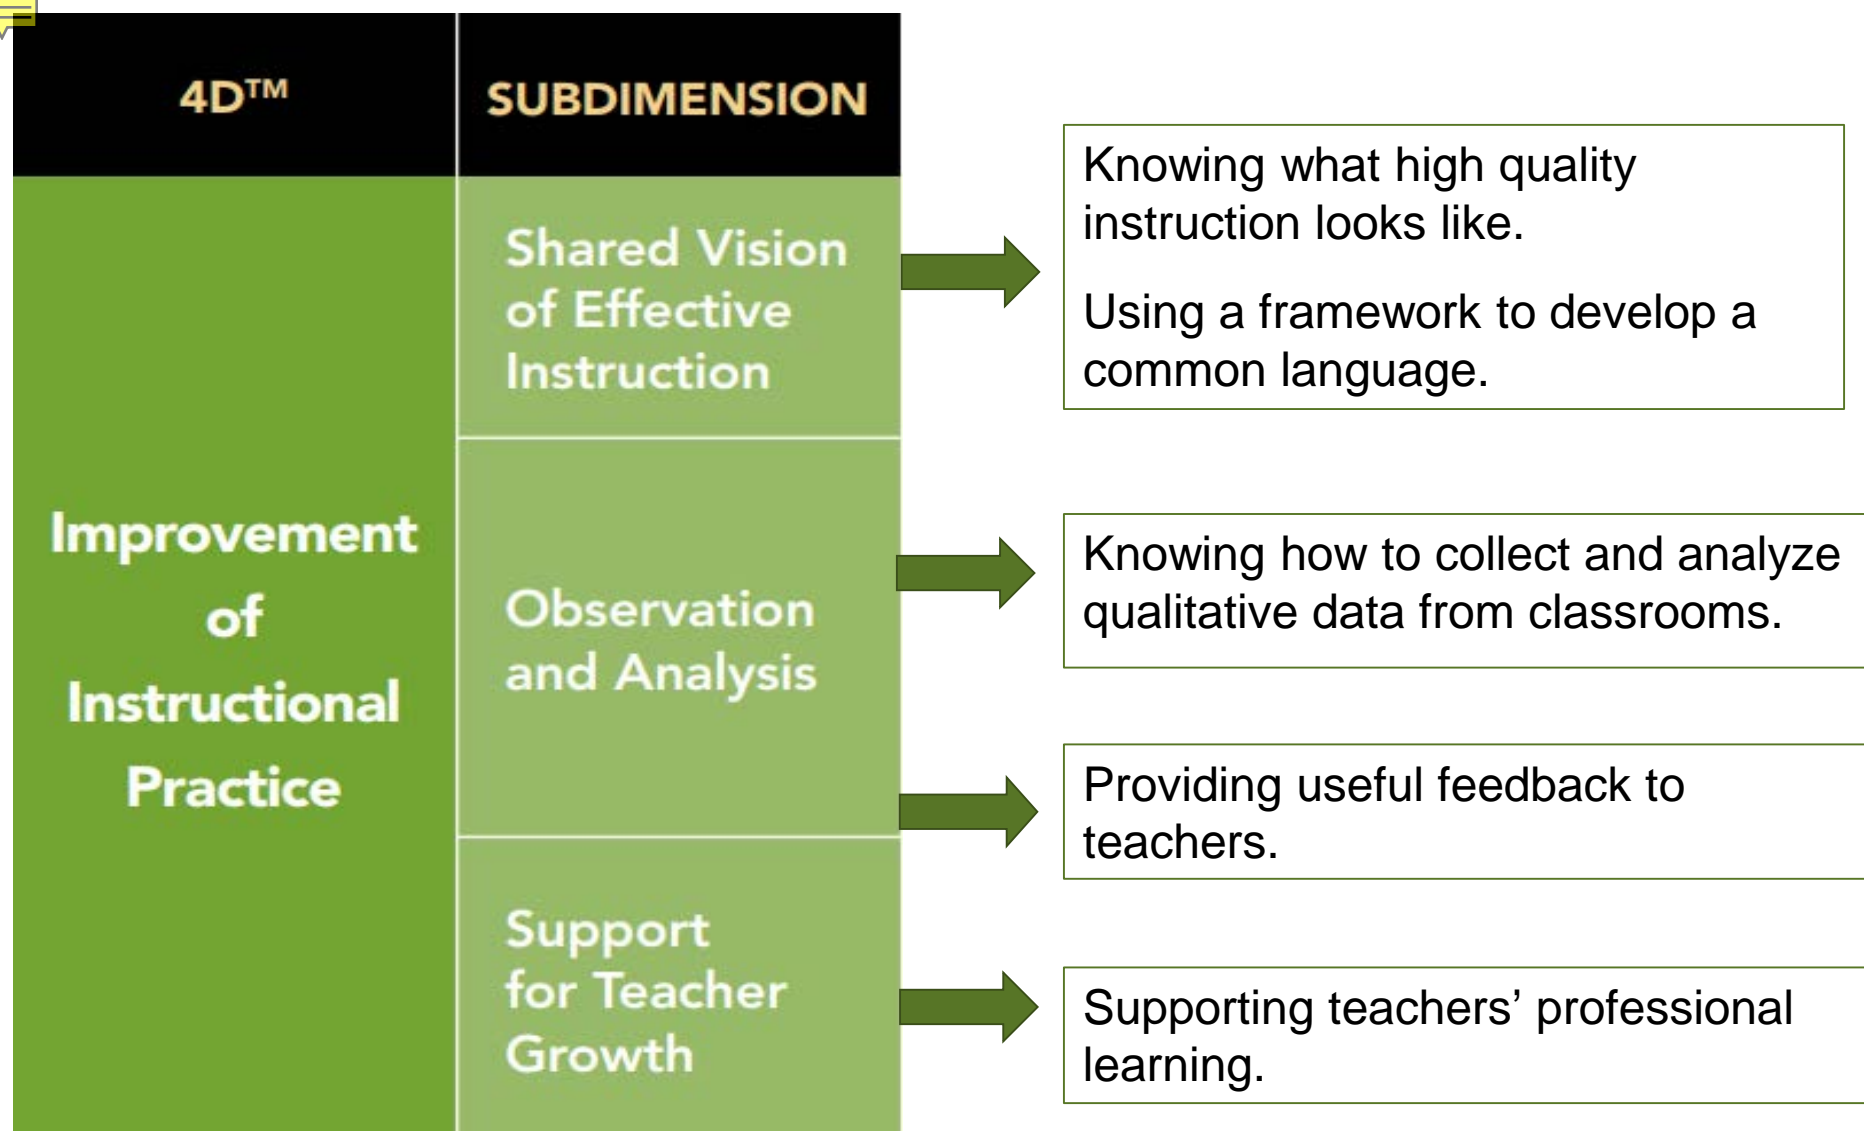 4D™
SUBDIMENSION
Improvement
of
Instructional
Practice
Shared Vision
of Effective
Instruction
Knowing what high quality
instruction looks like.
Using a framework to develop a
common language.
Observation
and Analysis
Knowing how to collect and analyze
qualitative data from classrooms.
Providing useful feedback to
teachers.
Support
for Teacher
Growth
Supporting teachers’ professional
learning.